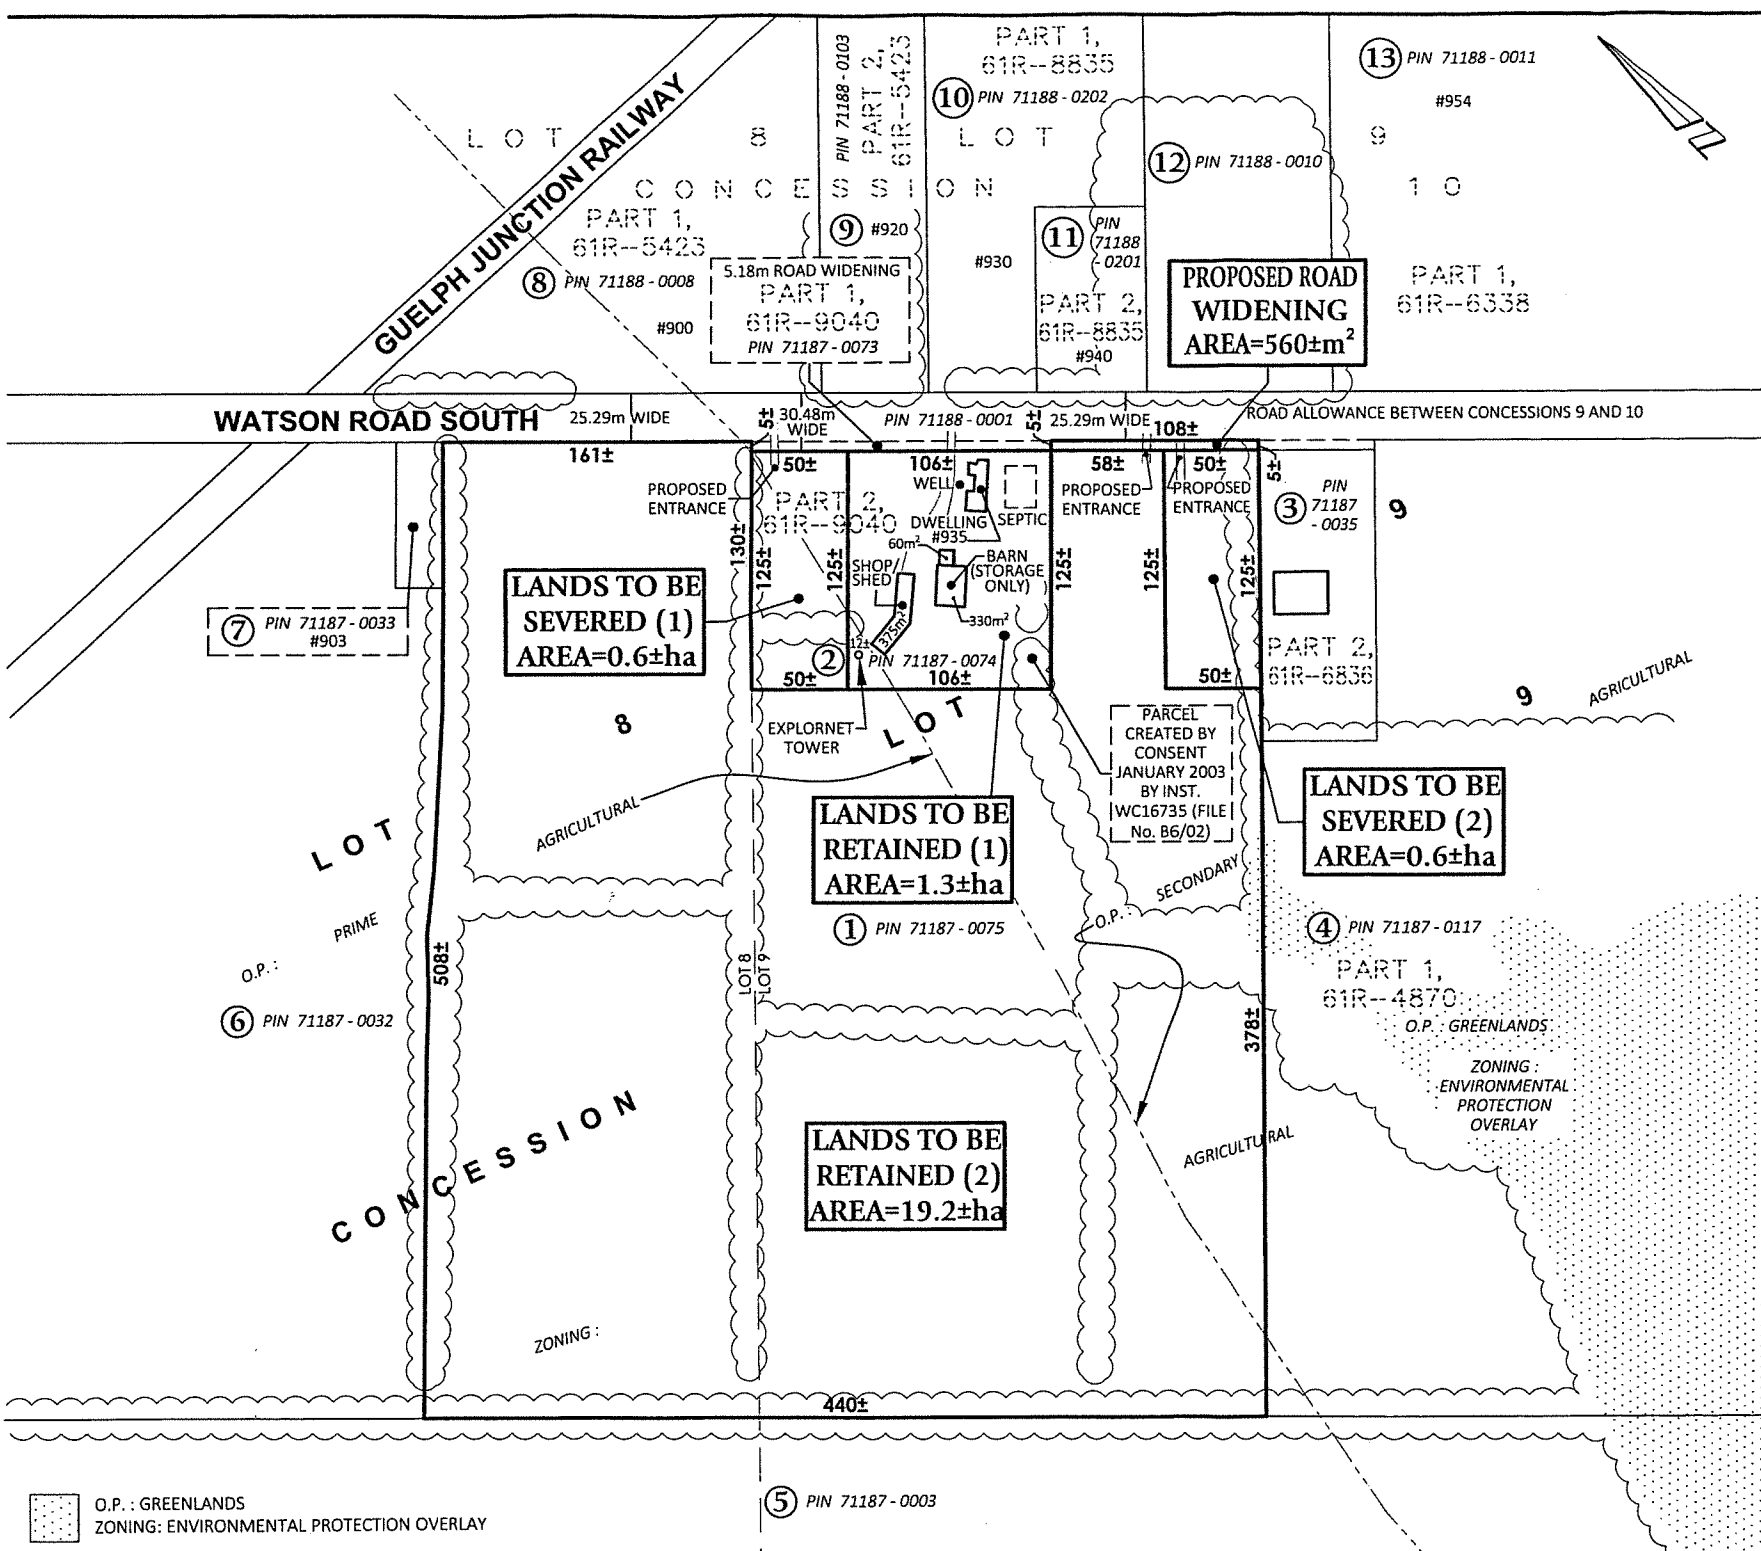 GUELPH JUNCTION RAILWAY
LOT 8
CONCESSION
PART 1,
61R--5423
8 PIN 71188-0008
#900
PIN 71188-0103
PART 2,
61R--5423
9 #920
5.18m ROAD WIDENING
PART 1,
61R--9040
PIN 71187-0073
PART 1,
61R--8835
10 PIN 71188-0202
LOT 9
#930
11 PIN
71188
-0201
PART 2,
61R--8835
#940
12 PIN 71188-0010
13 PIN 71188-0011
#954
10
PART 1,
61R--6338
PROPOSED ROAD
WIDENING
AREA=560±m²
WATSON ROAD SOUTH
25.29m WIDE
5±
30.48m
WIDE
PIN 71188-0001
5±
25.29m WIDE
ROAD ALLOWANCE BETWEEN CONCESSIONS 9 AND 10
108±
161±
50±
106±
58±
50±
5±
PROPOSED
ENTRANCE
PART 2,
61R--9040
WELL
DWELLING
#935
SEPTIC
60m²
SHOP/
SHED
BARN
(STORAGE
ONLY)
330m²
375m²
12±
PROPOSED
ENTRANCE
PROPOSED
ENTRANCE
3 PIN
71187
-0035
9
130±
125±
125±
125±
125±
125±
PART 2,
61R--6836
LANDS TO BE
SEVERED (1)
AREA=0.6±ha
7 PIN 71187-0033
#903
2 PIN 71187-0074
50±
106±
50±
EXPLORNET
TOWER
LOT 9
8
AGRICULTURAL
PARCEL
CREATED BY
CONSENT
JANUARY 2003
BY INST.
WC16735 (FILE
No. B6/02)
LANDS TO BE
RETAINED (1)
AREA=1.3±ha
LANDS TO BE
SEVERED (2)
AREA=0.6±ha
LOT
AGRICULTURAL
SECONDARY
O.P. :
PRIME
O.P. :
1 PIN 71187-0075
4 PIN 71187-0117
PART 1,
61R--4870
O.P. : GREENLANDS
ZONING :
ENVIRONMENTAL
PROTECTION
OVERLAY
508±
LOT 8
LOT 9
378±
6 PIN 71187-0032
CONCESSION
LANDS TO BE
RETAINED (2)
AREA=19.2±ha
AGRICULTURAL
ZONING :
440±
5 PIN 71187-0003
O.P. : GREENLANDS
ZONING: ENVIRONMENTAL PROTECTION OVERLAY